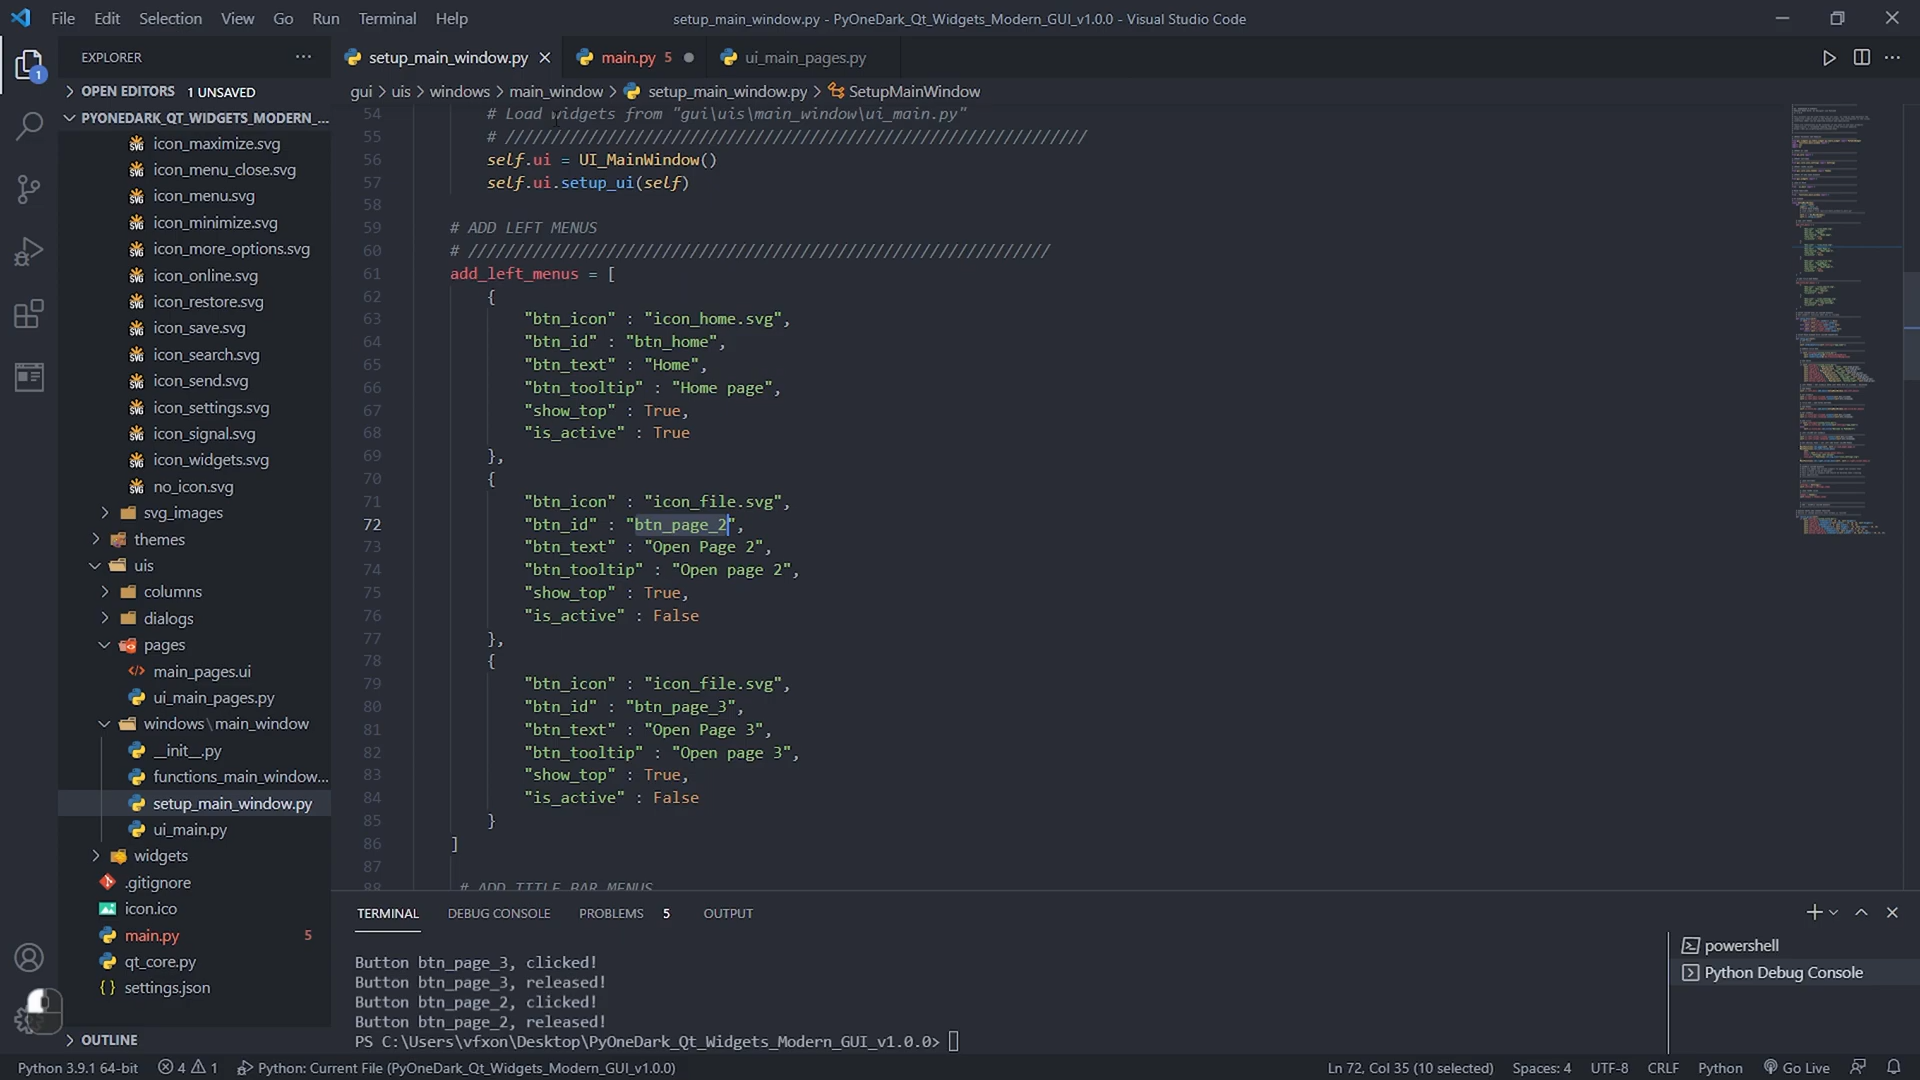 File Edit Selection View Go Run Terminal Help
setup_main_window.py - PyOneDark_Qt_Widgets_Modern_GUI_v1.0.0 - Visual Studio Code
EXPLORER
setup_main_window.py
main.py 5
ui_main_pages.py
1
OPEN EDITORS 1 UNSAVED
gui > uis > windows > main_window > setup_main_window.py > SetupMainWindow
PYONEDARK_QT_WIDGETS_MODERN_...
icon_maximize.svg
icon_menu_close.svg
icon_menu.svg
icon_minimize.svg
icon_more_options.svg
icon_online.svg
icon_restore.svg
icon_save.svg
icon_search.svg
icon_send.svg
icon_settings.svg
icon_signal.svg
icon_widgets.svg
no_icon.svg
svg_images
themes
uis
columns
dialogs
pages
main_pages.ui
ui_main_pages.py
windows\main_window
__init__.py
functions_main_window...
setup_main_window.py
ui_main.py
widgets
.gitignore
icon.ico
main.py 5
qt_core.py
settings.json
OUTLINE
54 # Load widgets from "gui\uis\main_window\ui_main.py"
55 # ///////////////////////////////////////////////////////////////
56 self.ui = UI_MainWindow()
57 self.ui.setup_ui(self)
58
59 # ADD LEFT MENUS
60 # ///////////////////////////////////////////////////////////////
61 add_left_menus = [
62 {
63 "btn_icon" : "icon_home.svg",
64 "btn_id" : "btn_home",
65 "btn_text" : "Home",
66 "btn_tooltip" : "Home page",
67 "show_top" : True,
68 "is_active" : True
69 },
70 {
71 "btn_icon" : "icon_file.svg",
72 "btn_id" : "btn_page_2",
73 "btn_text" : "Open Page 2",
74 "btn_tooltip" : "Open page 2",
75 "show_top" : True,
76 "is_active" : False
77 },
78 {
79 "btn_icon" : "icon_file.svg",
80 "btn_id" : "btn_page_3",
81 "btn_text" : "Open Page 3",
82 "btn_tooltip" : "Open page 3",
83 "show_top" : True,
84 "is_active" : False
85 }
86 ]
87
88 # ADD TITLE BAR MENUS
TERMINAL DEBUG CONSOLE PROBLEMS 5 OUTPUT
Button btn_page_3, clicked!
Button btn_page_3, released!
Button btn_page_2, clicked!
Button btn_page_2, released!
PS C:\Users\vfxon\Desktop\PyOneDark_Qt_Widgets_Modern_GUI_v1.0.0>
powershell
Python Debug Console
Python 3.9.1 64-bit 4 1 Python: Current File (PyOneDark_Qt_Widgets_Modern_GUI_v1.0.0) Ln 72, Col 35 (10 selected) Spaces: 4 UTF-8 CRLF Python Go Live